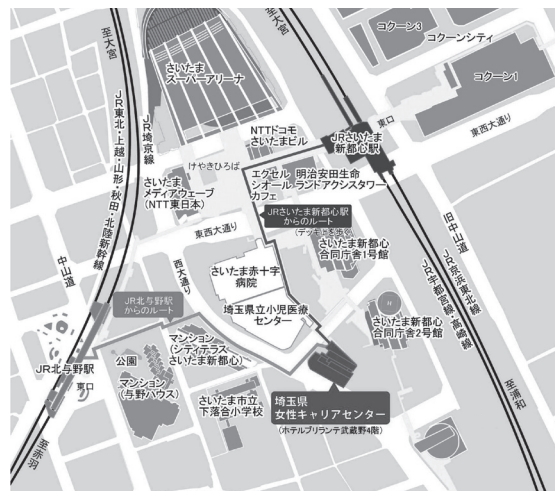 至大宮
至大宮
コクーン3
コクーンシティ
コクーン1
さいたま
スーパーアリーナ
JR東北・上越・山形・秋田・北陸新幹線
JR埼京線
NTTドコモ
さいたまビル
JRさいたま
新都心駅
東口
東西大通り
けやきひろば
エクセル
シオール
カフェ
明治安田生命
ランドアクシスタワー
さいたま
メディアウェーブ
(NTT東日本)
JRさいたま新都心駅
からのルート
東西大通り
さいたま新都心
合同庁舎1号館
旧中山道
中山道
西大通り
さいたま赤十字
病院
JR京浜東北線
JR宇都宮線・高崎線
JR北与野駅
からのルート
埼玉県立小児医療
センター
さいたま新都心
合同庁舎2号館
マンション
(シティテラス
さいたま新都心)
JR北与野駅
東口
公園
マンション
(与野ハウス)
さいたま市立
下落合小学校
埼玉県
女性キャリアセンター
(ホテルブリランテ武蔵野4階)
至浦和
至赤羽